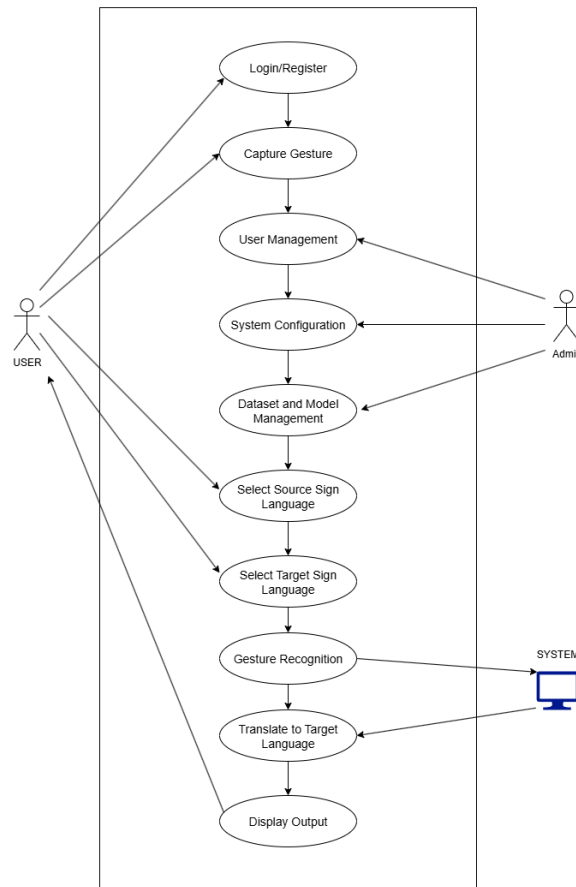 Login/Register
Capture Gesture
User Management
System Configuration
USER
Admi
Dataset and Model
Management
Select Source Sign
Language
Select Target Sign
Language
Gesture Recognition
SYSTEM
Translate to Target
Language
Display Output